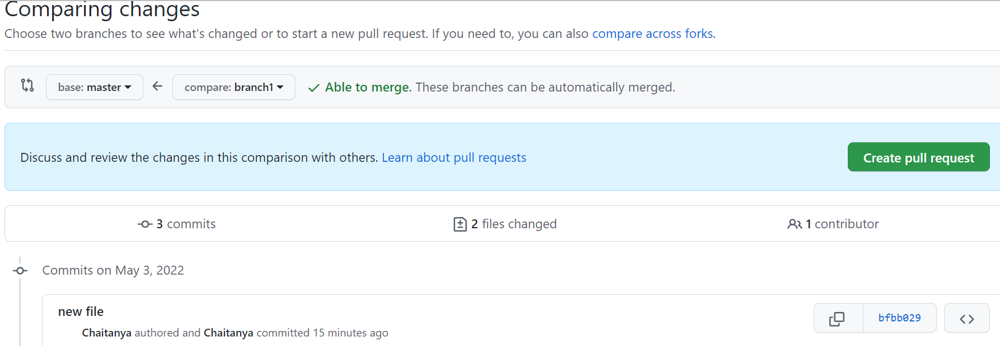 Comparing changes
Choose two branches to see what's changed or to start a new pull request. If you need to, you can also compare across forks.
base: master compare: branch1 Able to merge. These branches can be automatically merged.
Discuss and review the changes in this comparison with others. Learn about pull requests Create pull request
3 commits 2 files changed 1 contributor
Commits on May 3, 2022
new file
bfbb029
Chaitanya authored and Chaitanya committed 15 minutes ago